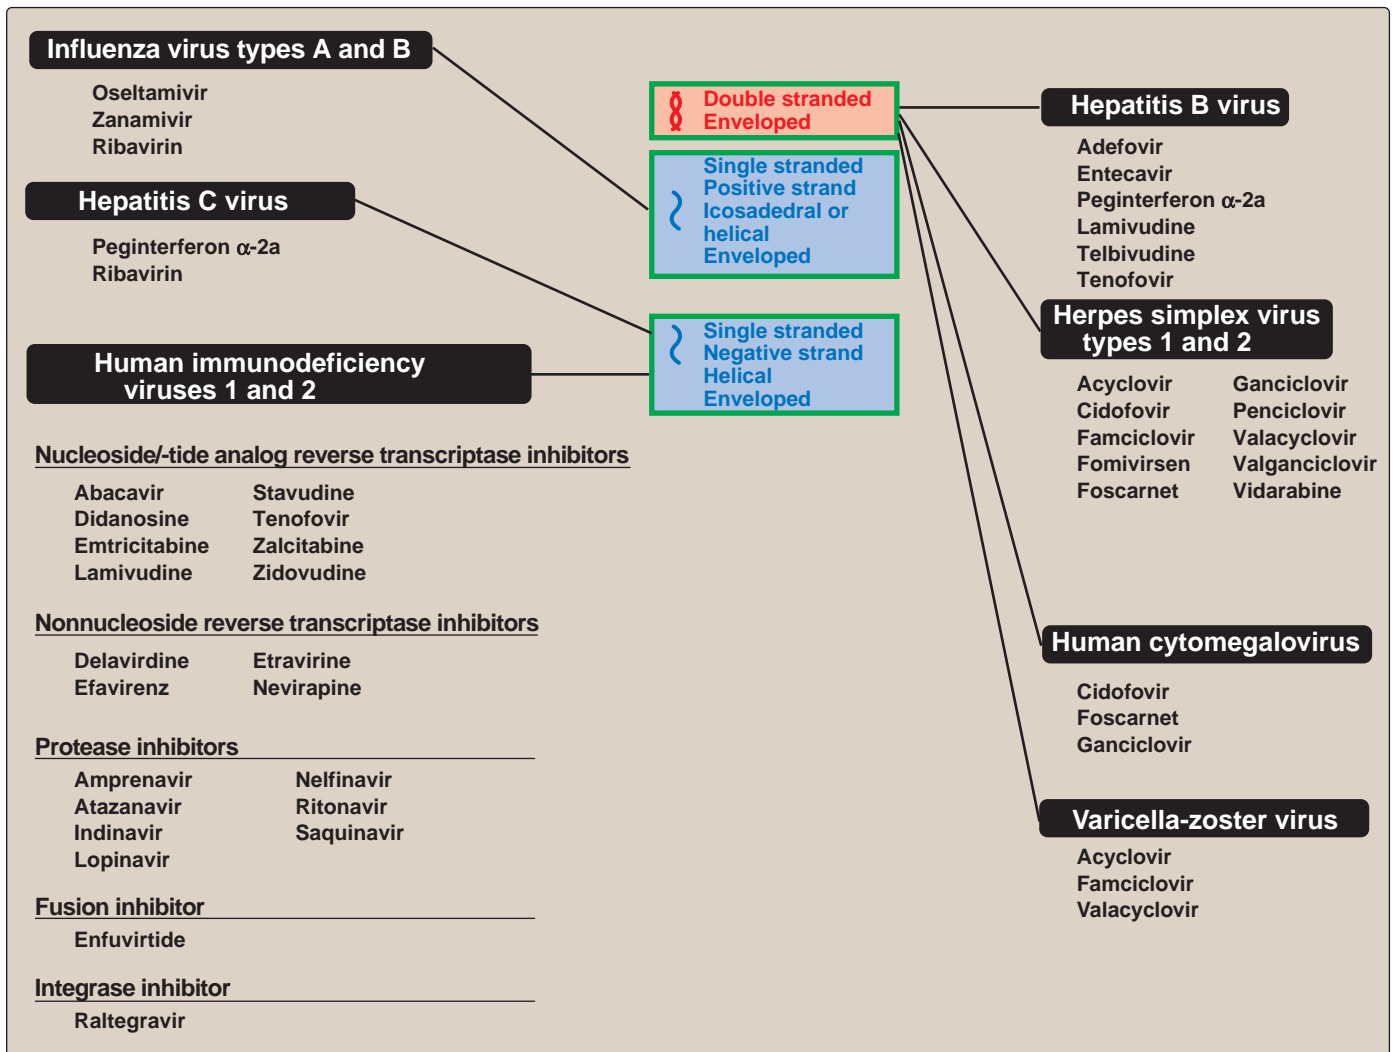 Influenza virus types A and B
Oseltamivir
Zanamivir
Ribavirin
Hepatitis C virus
Peginterferon α-2a
Ribavirin
Human immunodeficiency
viruses 1 and 2
Nucleoside/-tide analog reverse transcriptase inhibitors
Abacavir Stavudine
Didanosine Tenofovir
Emtricitabine Zalcitabine
Lamivudine Zidovudine
Nonnucleoside reverse transcriptase inhibitors
Delavirdine Etravirine
Efavirenz Nevirapine
Protease inhibitors
Amprenavir Nelfinavir
Atazanavir Ritonavir
Indinavir Saquinavir
Lopinavir
Fusion inhibitor
Enfuvirtide
Integrase inhibitor
Raltegravir
Double stranded
Enveloped
Single stranded
Positive strand
Icosadedral or
helical
Enveloped
Single stranded
Negative strand
Helical
Enveloped
Hepatitis B virus
Adefovir
Entecavir
Peginterferon α-2a
Lamivudine
Telbivudine
Tenofovir
Herpes simplex virus
types 1 and 2
Acyclovir Ganciclovir
Cidofovir Penciclovir
Famciclovir Valacyclovir
Fomivirsen Valganciclovir
Foscarnet Vidarabine
Human cytomegalovirus
Cidofovir
Foscarnet
Ganciclovir
Varicella-zoster virus
Acyclovir
Famciclovir
Valacyclovir